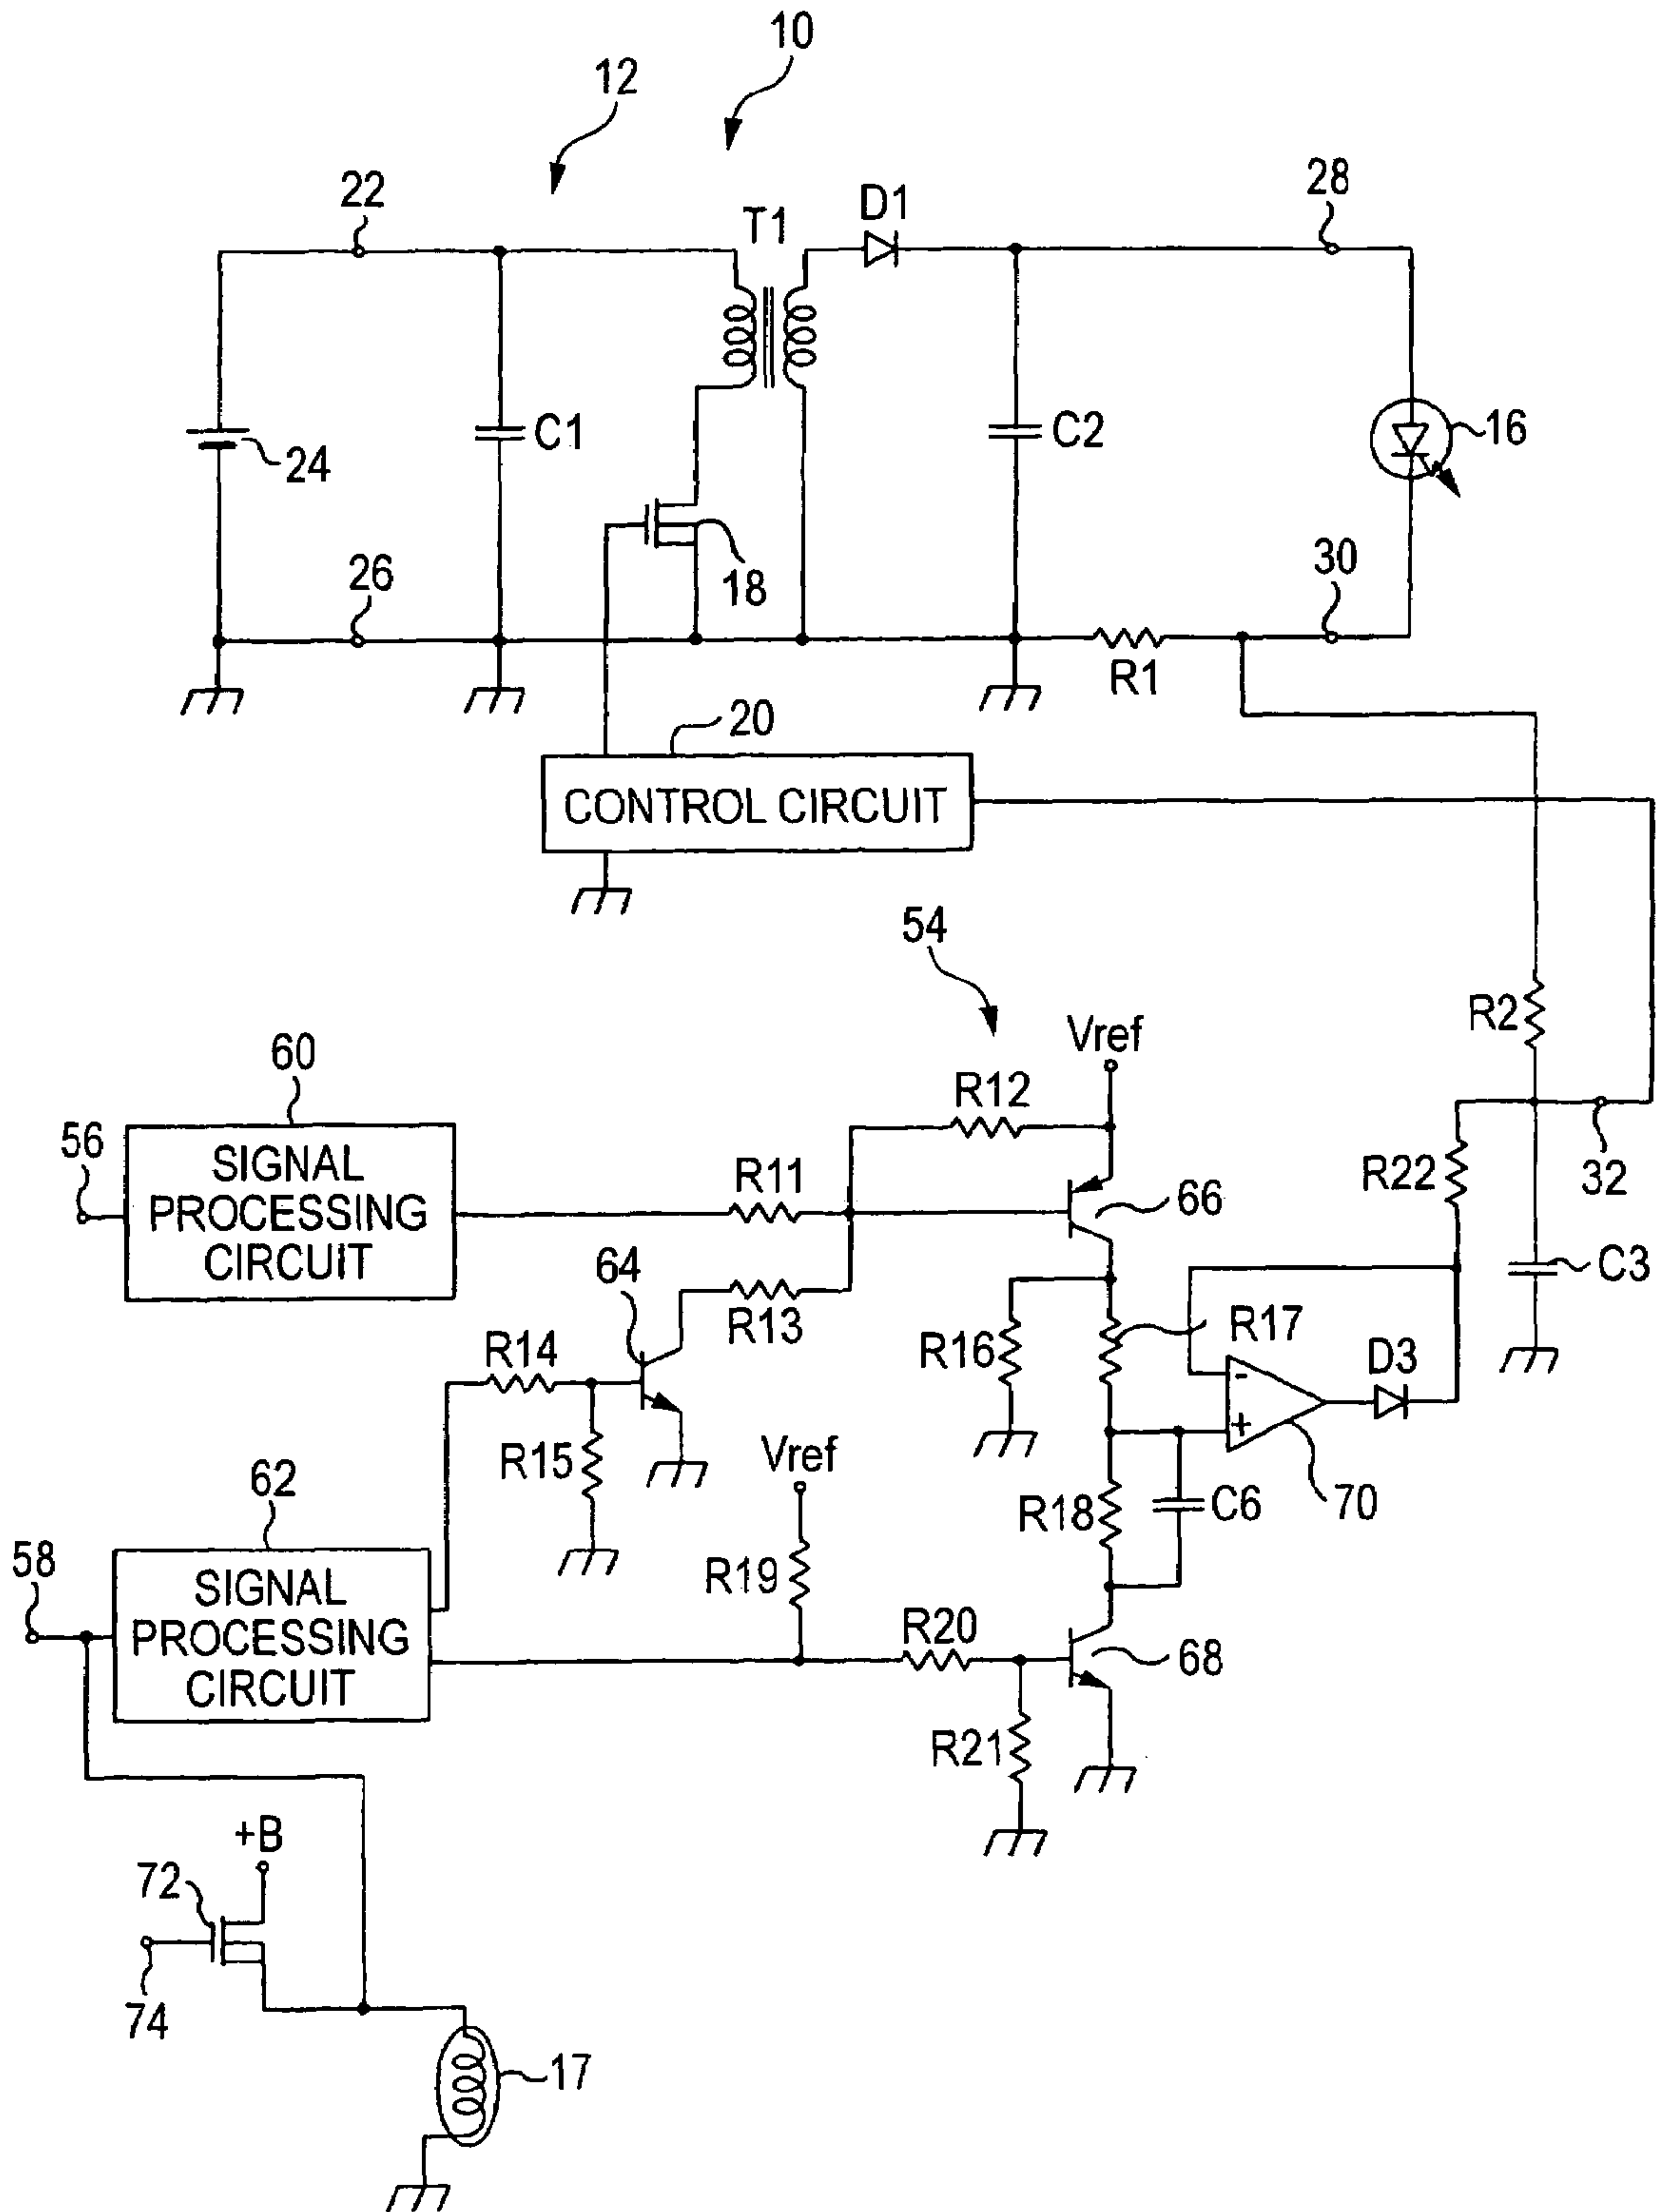 10
12
22
T1
D1
28
24
C1
C2
16
18
26
30
R1
20
CONTROL CIRCUIT
54
Vref
R2
60
R12
56
SIGNAL
PROCESSING
CIRCUIT
R11
66
R22
32
64
R13
C3
R14
R16
R17
D3
-
+
R15
Vref
62
R18
C6
70
58
SIGNAL
PROCESSING
CIRCUIT
R19
R20
68
R21
+B
72
74
17